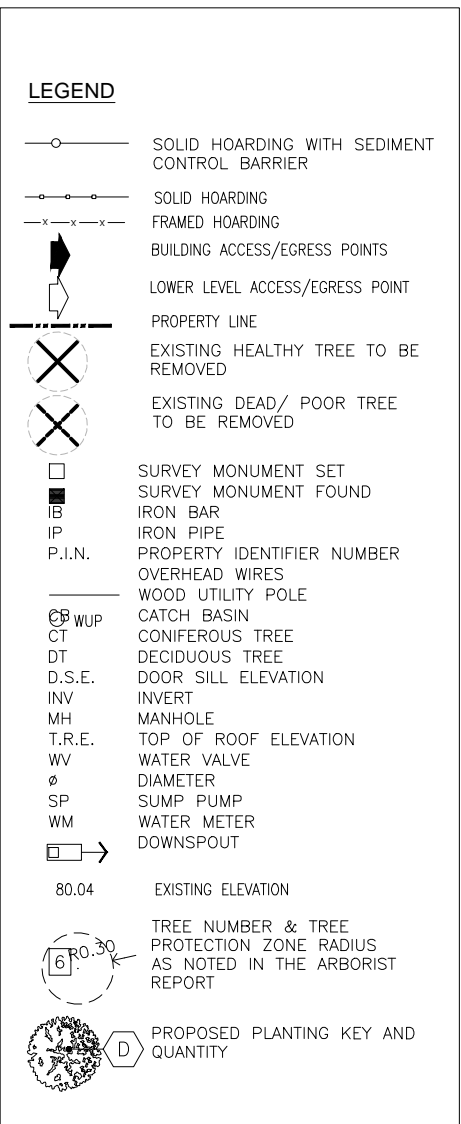 LEGEND
SOLID HOARDING WITH SEDIMENT
CONTROL BARRIER
SOLID HOARDING
x x x FRAMED HOARDING
BUILDING ACCESS/EGRESS POINTS
LOWER LEVEL ACCESS/EGRESS POINT
PROPERTY LINE
EXISTING HEALTHY TREE TO BE
REMOVED
EXISTING DEAD/ POOR TREE
TO BE REMOVED
SURVEY MONUMENT SET
SURVEY MONUMENT FOUND
IB IRON BAR
IP IRON PIPE
P.I.N. PROPERTY IDENTIFIER NUMBER
OVERHEAD WIRES
WOOD UTILITY POLE
CB WUP CATCH BASIN
CT CONIFEROUS TREE
DT DECIDUOUS TREE
D.S.E. DOOR SILL ELEVATION
INV INVERT
MH MANHOLE
T.R.E. TOP OF ROOF ELEVATION
WV WATER VALVE
ø DIAMETER
SP SUMP PUMP
WM WATER METER
DOWNSPOUT
80.04 EXISTING ELEVATION
TREE NUMBER & TREE
PROTECTION ZONE RADIUS
6 R0.30 AS NOTED IN THE ARBORIST
REPORT
PROPOSED PLANTING KEY AND
D QUANTITY